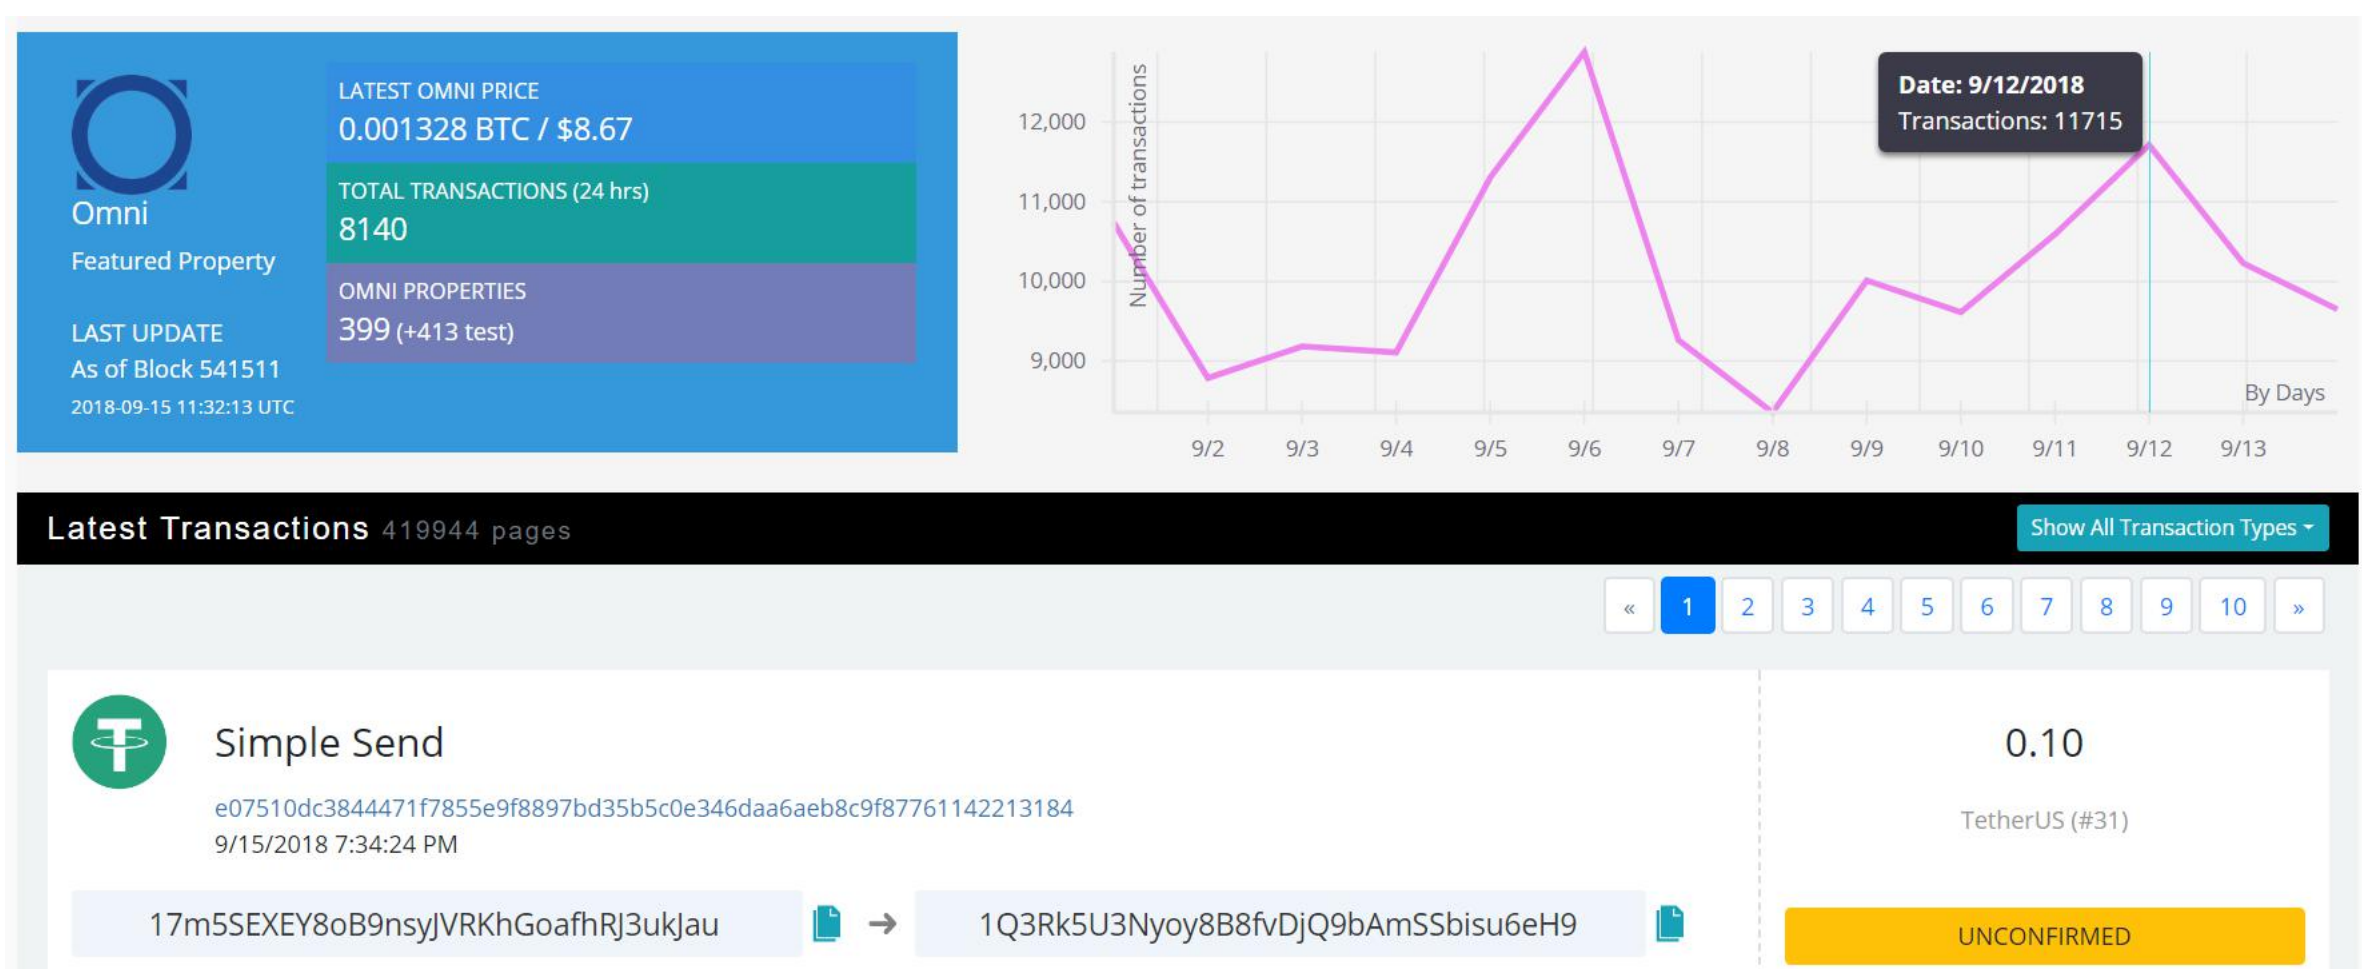 Omni
Featured Property
LAST UPDATE
As of Block 541511
2018-09-15 11:32:13 UTC
LATEST OMNI PRICE
0.001328 BTC / $8.67
TOTAL TRANSACTIONS (24 hrs)
8140
OMNI PROPERTIES
399 (+413 test)
Number of transactions
12,000
11,000
10,000
9,000
Date: 9/12/2018
Transactions: 11715
By Days
9/2 9/3 9/4 9/5 9/6 9/7 9/8 9/9 9/10 9/11 9/12 9/13
Latest Transactions 419944 pages
Show All Transaction Types
« 1 2 3 4 5 6 7 8 9 10 »
Simple Send
e07510dc3844471f7855e9f8897bd35b5c0e346daa6aeb8c9f87761142213184
9/15/2018 7:34:24 PM
17m5SEXEY8oB9nsyJVRKhGoafhRJ3ukJau → 1Q3Rk5U3Nyoy8B8fvDjQ9bAmSSbisu6eH9
0.10
TetherUS (#31)
UNCONFIRMED